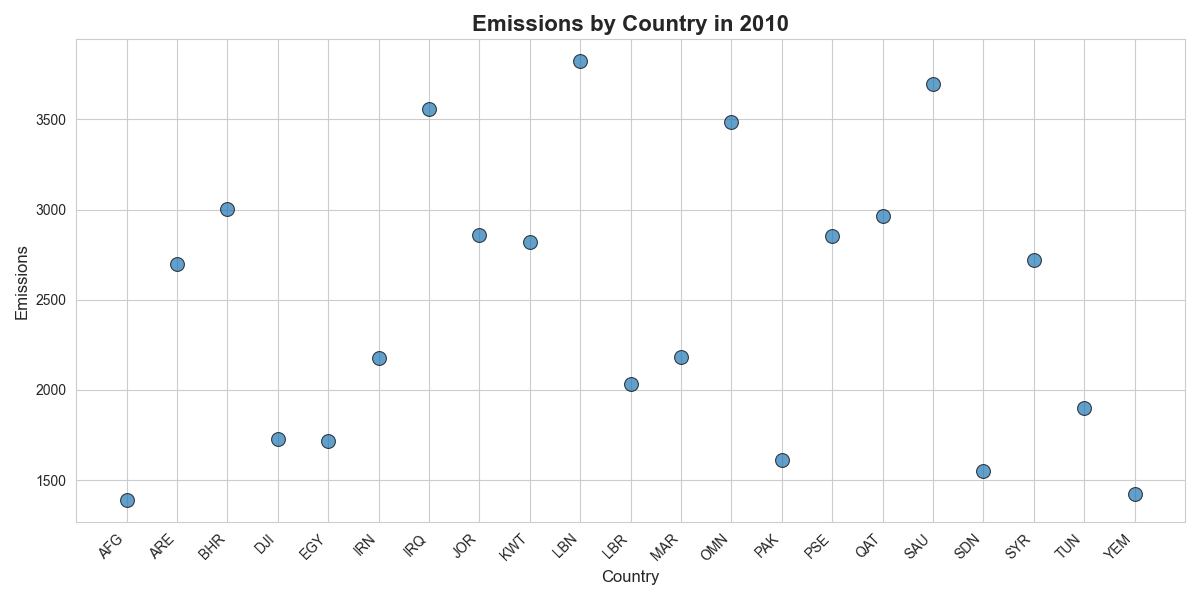 Emissions by Country in 2010
Emissions
3500
3000
2500
2000
1500
AFG
ARE
BHR
DJI
EGY
IRN
IRQ
JOR
KWT
LBN
LBR
MAR
OMN
PAK
PSE
QAT
SAU
SDN
SYR
TUN
YEM
Country